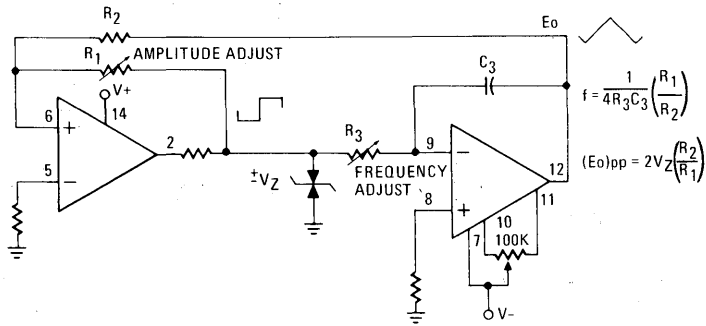 R2
Eo
R1
AMPLITUDE ADJUST
V+
14
C3
f = 1/4R3C3 (R1/R2)
6
+
2
R3
9
−
12
5
−
±VZ
FREQUENCY
ADJUST
8
+
11
(Eo)pp = 2VZ(R2/R1)
10
7
100K
V−